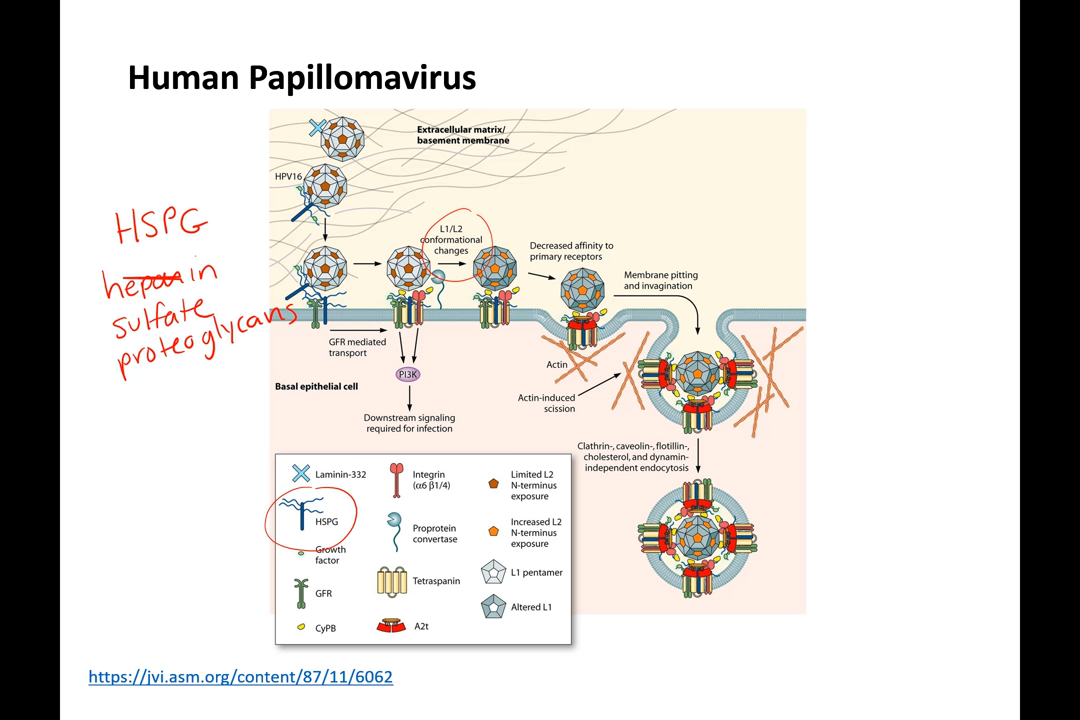 Human Papillomavirus
Extracellular matrix/
basement membrane
HPV16
HSPG
L1/L2
conformational
changes
Decreased affinity to
primary receptors
Membrane pitting
and invagination
sulfate
proteoglycans
GFR mediated
transport
Actin
PI3K
Basal epithelial cell
Actin-induced
scission
Downstream signaling
required for infection
Clathrin-, caveolin-, flotillin-,
cholesterol, and dynamin-
independent endocytosis
Laminin-332
HSPG
Growth
factor
GFR
CyPB
Integrin
(α6 β1/4)
Proprotein
convertase
Tetraspanin
A2t
Limited L2
N-terminus
exposure
Increased L2
N-terminus
exposure
L1 pentamer
Altered L1
https://jvi.asm.org/content/87/11/6062